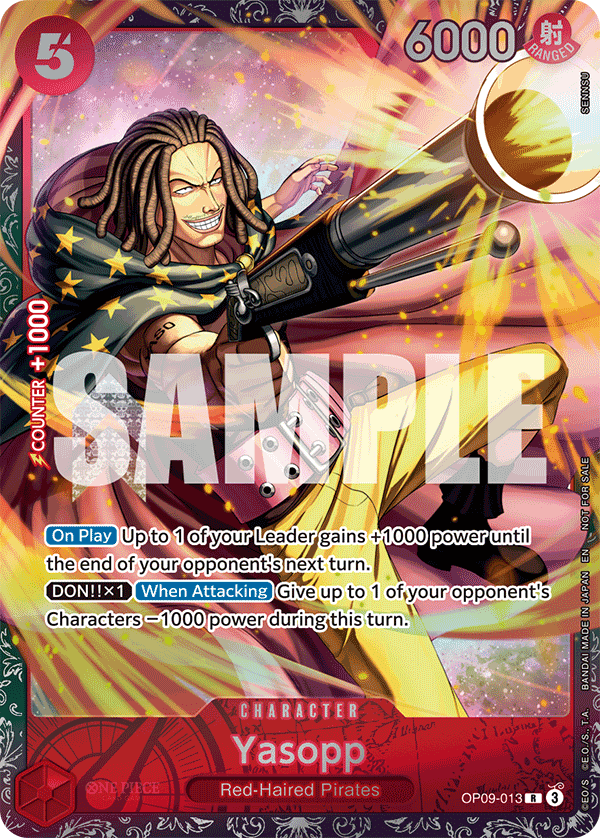 5
6000
射
RANGED
SENNSU
COUNTER +1000
ASO
SAMPLE
On Play Up to 1 of your Leader gains +1000 power until
the end of your opponent's next turn.
DON!!×1 When Attacking Give up to 1 of your opponent's
Characters −1000 power during this turn.
CHARACTER
Yasopp
Red-Haired Pirates
ONE PIECE
CARD GAME
OP09-013 R 3
©E.O/S. ©E.O.S., T.A. BANDAI MADE IN JAPAN EN NOT FOR SALE